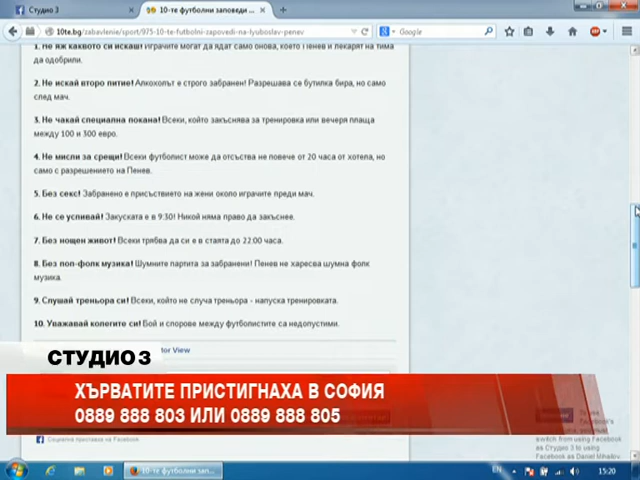 Студио 3
10-те футболни заповеди ...
10te.bg/zabavlenie/sport/975-10-te-futbolni-zapovedi-na-lyuboslav-penev
Google
1. Не яж каквото си искаш! Играчите могат да ядат само онова, което Пенев и лекарят на тима
да одобрили.
2. Не искай второ питие! Алкохолът е строго забранен! Разрешава се бутилка бира, но само
след мач.
3. Не чакай специална покана! Всеки, който закъснява за тренировка или вечеря плаща
между 100 и 300 евро.
4. Не мисли за срещи! Всеки футболист може да отсъства не повече от 20 часа от хотела, но
само с разрешението на Пенев.
5. Без секс! Забранено е присъствието на жени около играчите преди мач.
6. Не се успивай! Закуската е в 9:30! Никой няма право да закъснее.
7. Без нощен живот! Всеки трябва да си е в стаята до 22:00 часа.
8. Без поп-фолк музика! Шумните партита за забранени! Пенев не харесва шумна фолк
музика.
9. Слушай треньора си! Всеки, който не случа треньора - напуска тренировката.
10. Уважавай колегите си! Бой и спорове между футболистите са недопустими.
tor View
СТУДИО 3
ХЪРВАТИТЕ ПРИСТИГНАХА В СОФИЯ
0889 888 803 ИЛИ 0889 888 805
Социална приставка на Facebook
switch from using Facebook
as Студио 3 to using
Facebook as Daniel Mihailov.
10-те футболни зап...
EN
15:20